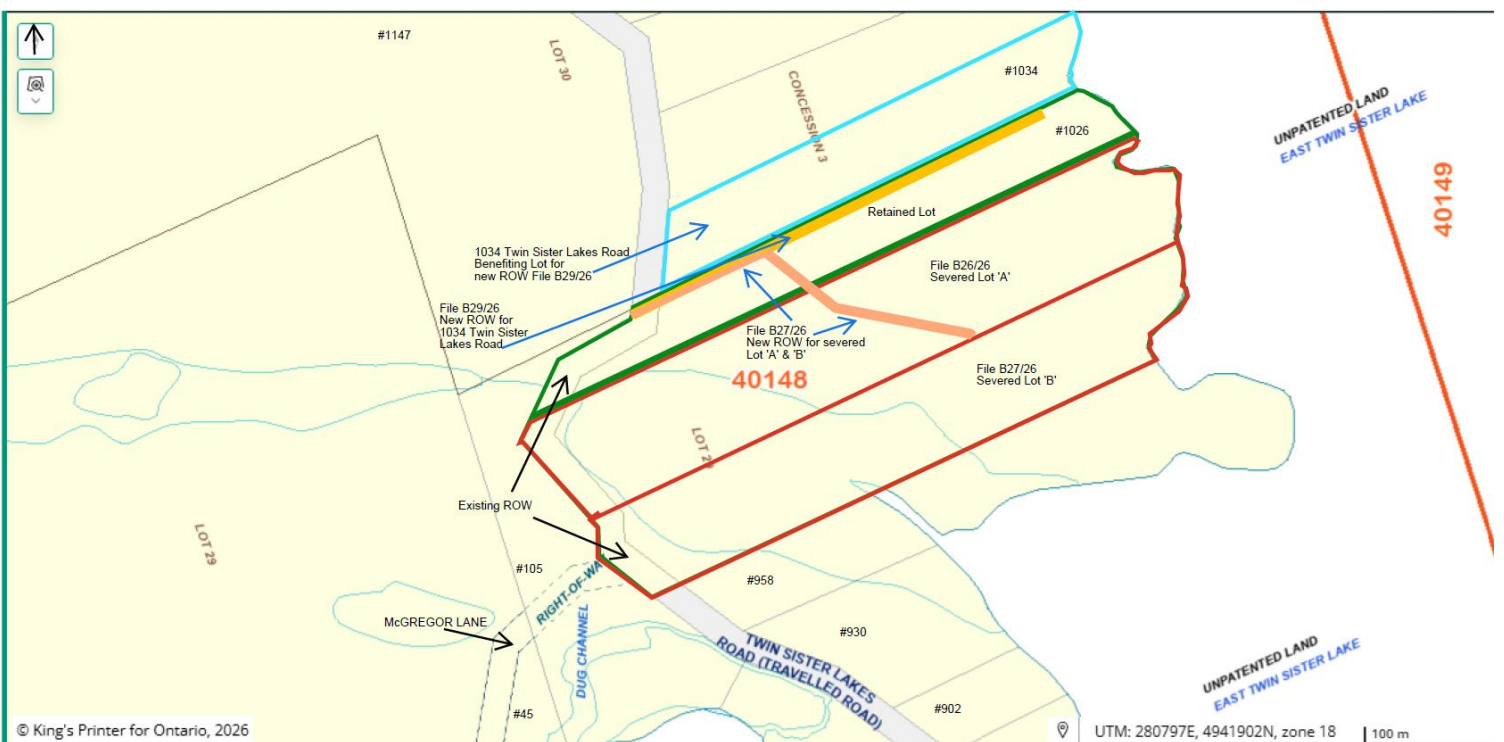 #1147
LOT 30
CONCESSION 3
#1034
#1026
UNPATENTED LAND
EAST TWIN SISTER LAKE
40149
Retained Lot
1034 Twin Sister Lakes Road
Benefiting Lot for
new ROW File B29/26
File B26/26
Severed Lot 'A'
File B29/26
New ROW for
1034 Twin Sister
Lakes Road
File B27/26
New ROW for severed
Lot 'A' & 'B'
40148
File B27/26
Severed Lot 'B'
LOT 29
Existing ROW
LOT 29
#105
RIGHT-OF-WA
#958
McGREGOR LANE
DUG CHANNEL
#930
TWIN SISTER LAKES
ROAD (TRAVELLED ROAD)
UNPATENTED LAND
EAST TWIN SISTER LAKE
#45
#902
© King's Printer for Ontario, 2026
UTM: 280797E, 4941902N, zone 18
100 m